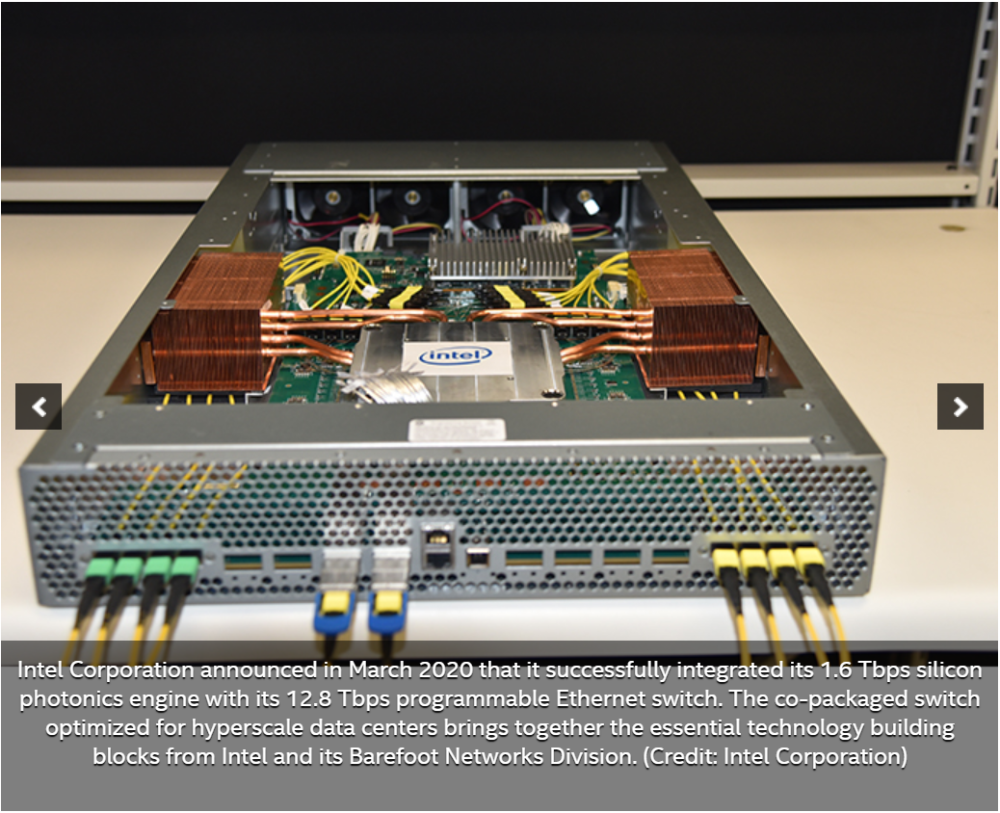 intel
Intel Corporation announced in March 2020 that it successfully integrated its 1.6 Tbps silicon
photonics engine with its 12.8 Tbps programmable Ethernet switch. The co-packaged switch
optimized for hyperscale data centers brings together the essential technology building
blocks from Intel and its Barefoot Networks Division. (Credit: Intel Corporation)